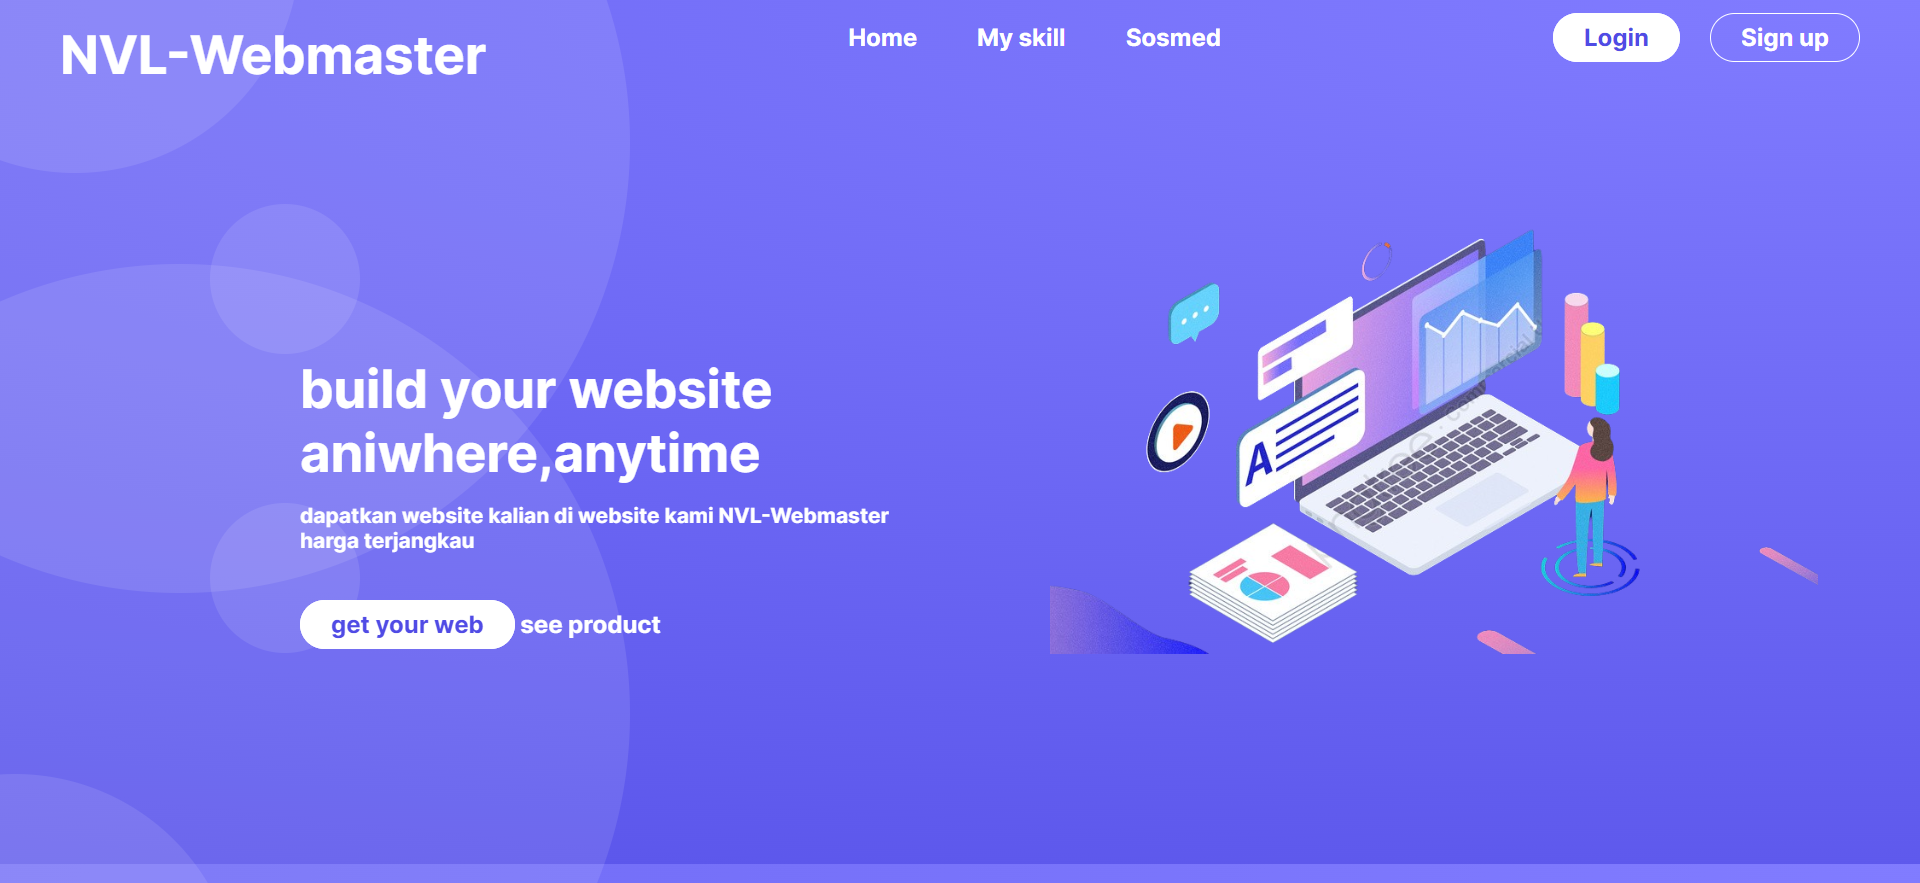 NVL-Webmaster
Home
My skill
Sosmed
Login
Sign up
build your website
aniwhere,anytime
dapatkan website kalian di website kami NVL-Webmaster
harga terjangkau
get your web
see product
A